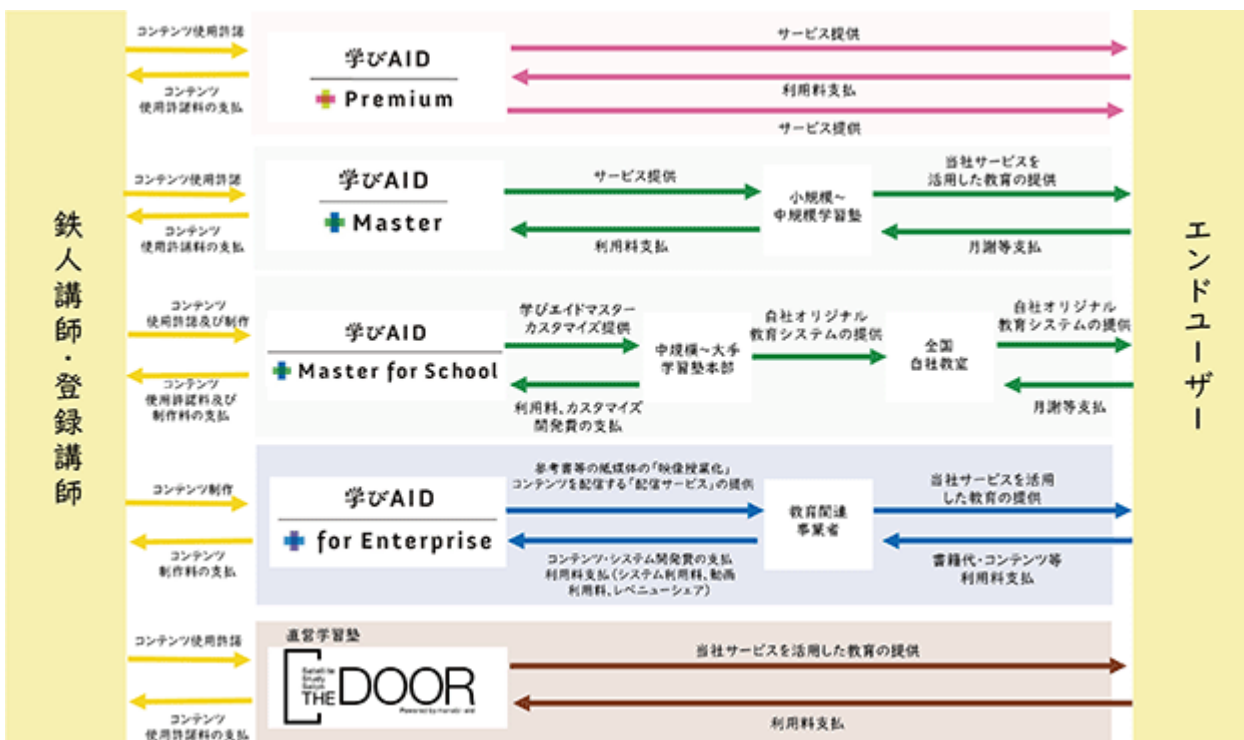 鉄人講師・登録講師
エンドユーザー
コンテンツ使用許諾
コンテンツ
使用許諾料の支払
学びAID
Premium
サービス提供
利用料支払
サービス提供
コンテンツ使用許諾
コンテンツ
使用許諾料の支払
学びAID
Master
サービス提供
利用料支払
小規模～
中規模学習塾
当社サービスを
活用した教育の提供
月謝等支払
コンテンツ
使用許諾及び制作
コンテンツ
使用許諾料及び
制作料の支払
学びAID
Master for School
学びエイドマスター
カスタマイズ提供
利用料、カスタマイズ
開発費の支払
中規模～大手
学習塾本部
自社オリジナル
教育システムの提供
全国
自社教室
自社オリジナル
教育システムの提供
月謝等支払
コンテンツ制作
コンテンツ
制作料の支払
学びAID
for Enterprise
参考書等の紙媒体の「映像授業化」
コンテンツを配信する「配信サービス」の提供
コンテンツ・システム開発費の支払
利用料支払(システム利用料、動画
利用料、レベニューシェア)
教育関連
事業者
当社サービスを活用
した教育の提供
書籍代・コンテンツ等
利用料支払
コンテンツ使用許諾
コンテンツ
使用許諾料の支払
直営学習塾
Study
THE DOOR
Powered by manabi-aid
当社サービスを活用した教育の提供
利用料支払